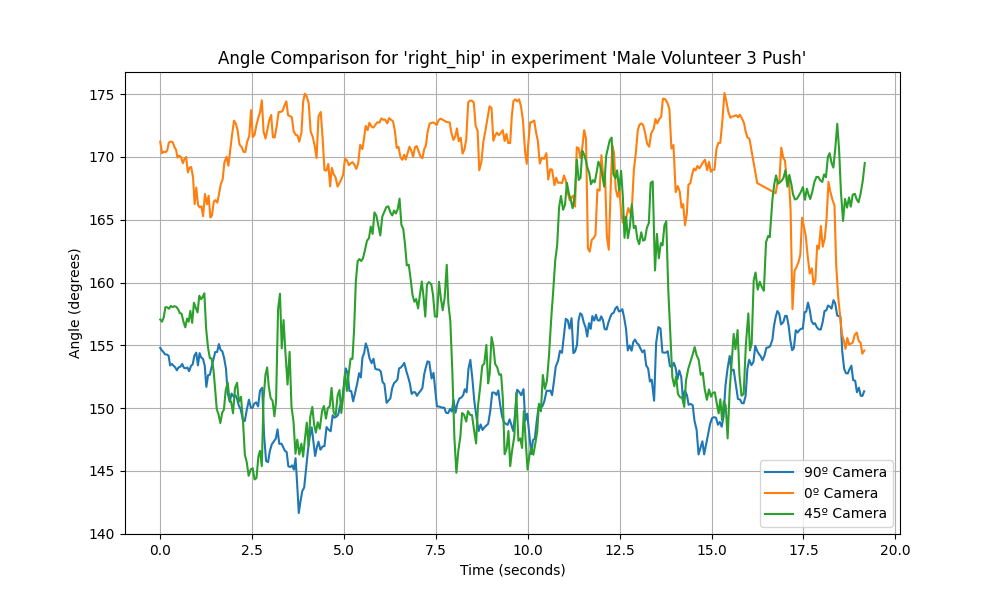 Angle Comparison for 'right_hip' in experiment 'Male Volunteer 3 Push'
Angle (degrees)
175
170
165
160
155
150
145
140
0.0 2.5 5.0 7.5 10.0 12.5 15.0 17.5 20.0
Time (seconds)
90º Camera
0º Camera
45º Camera